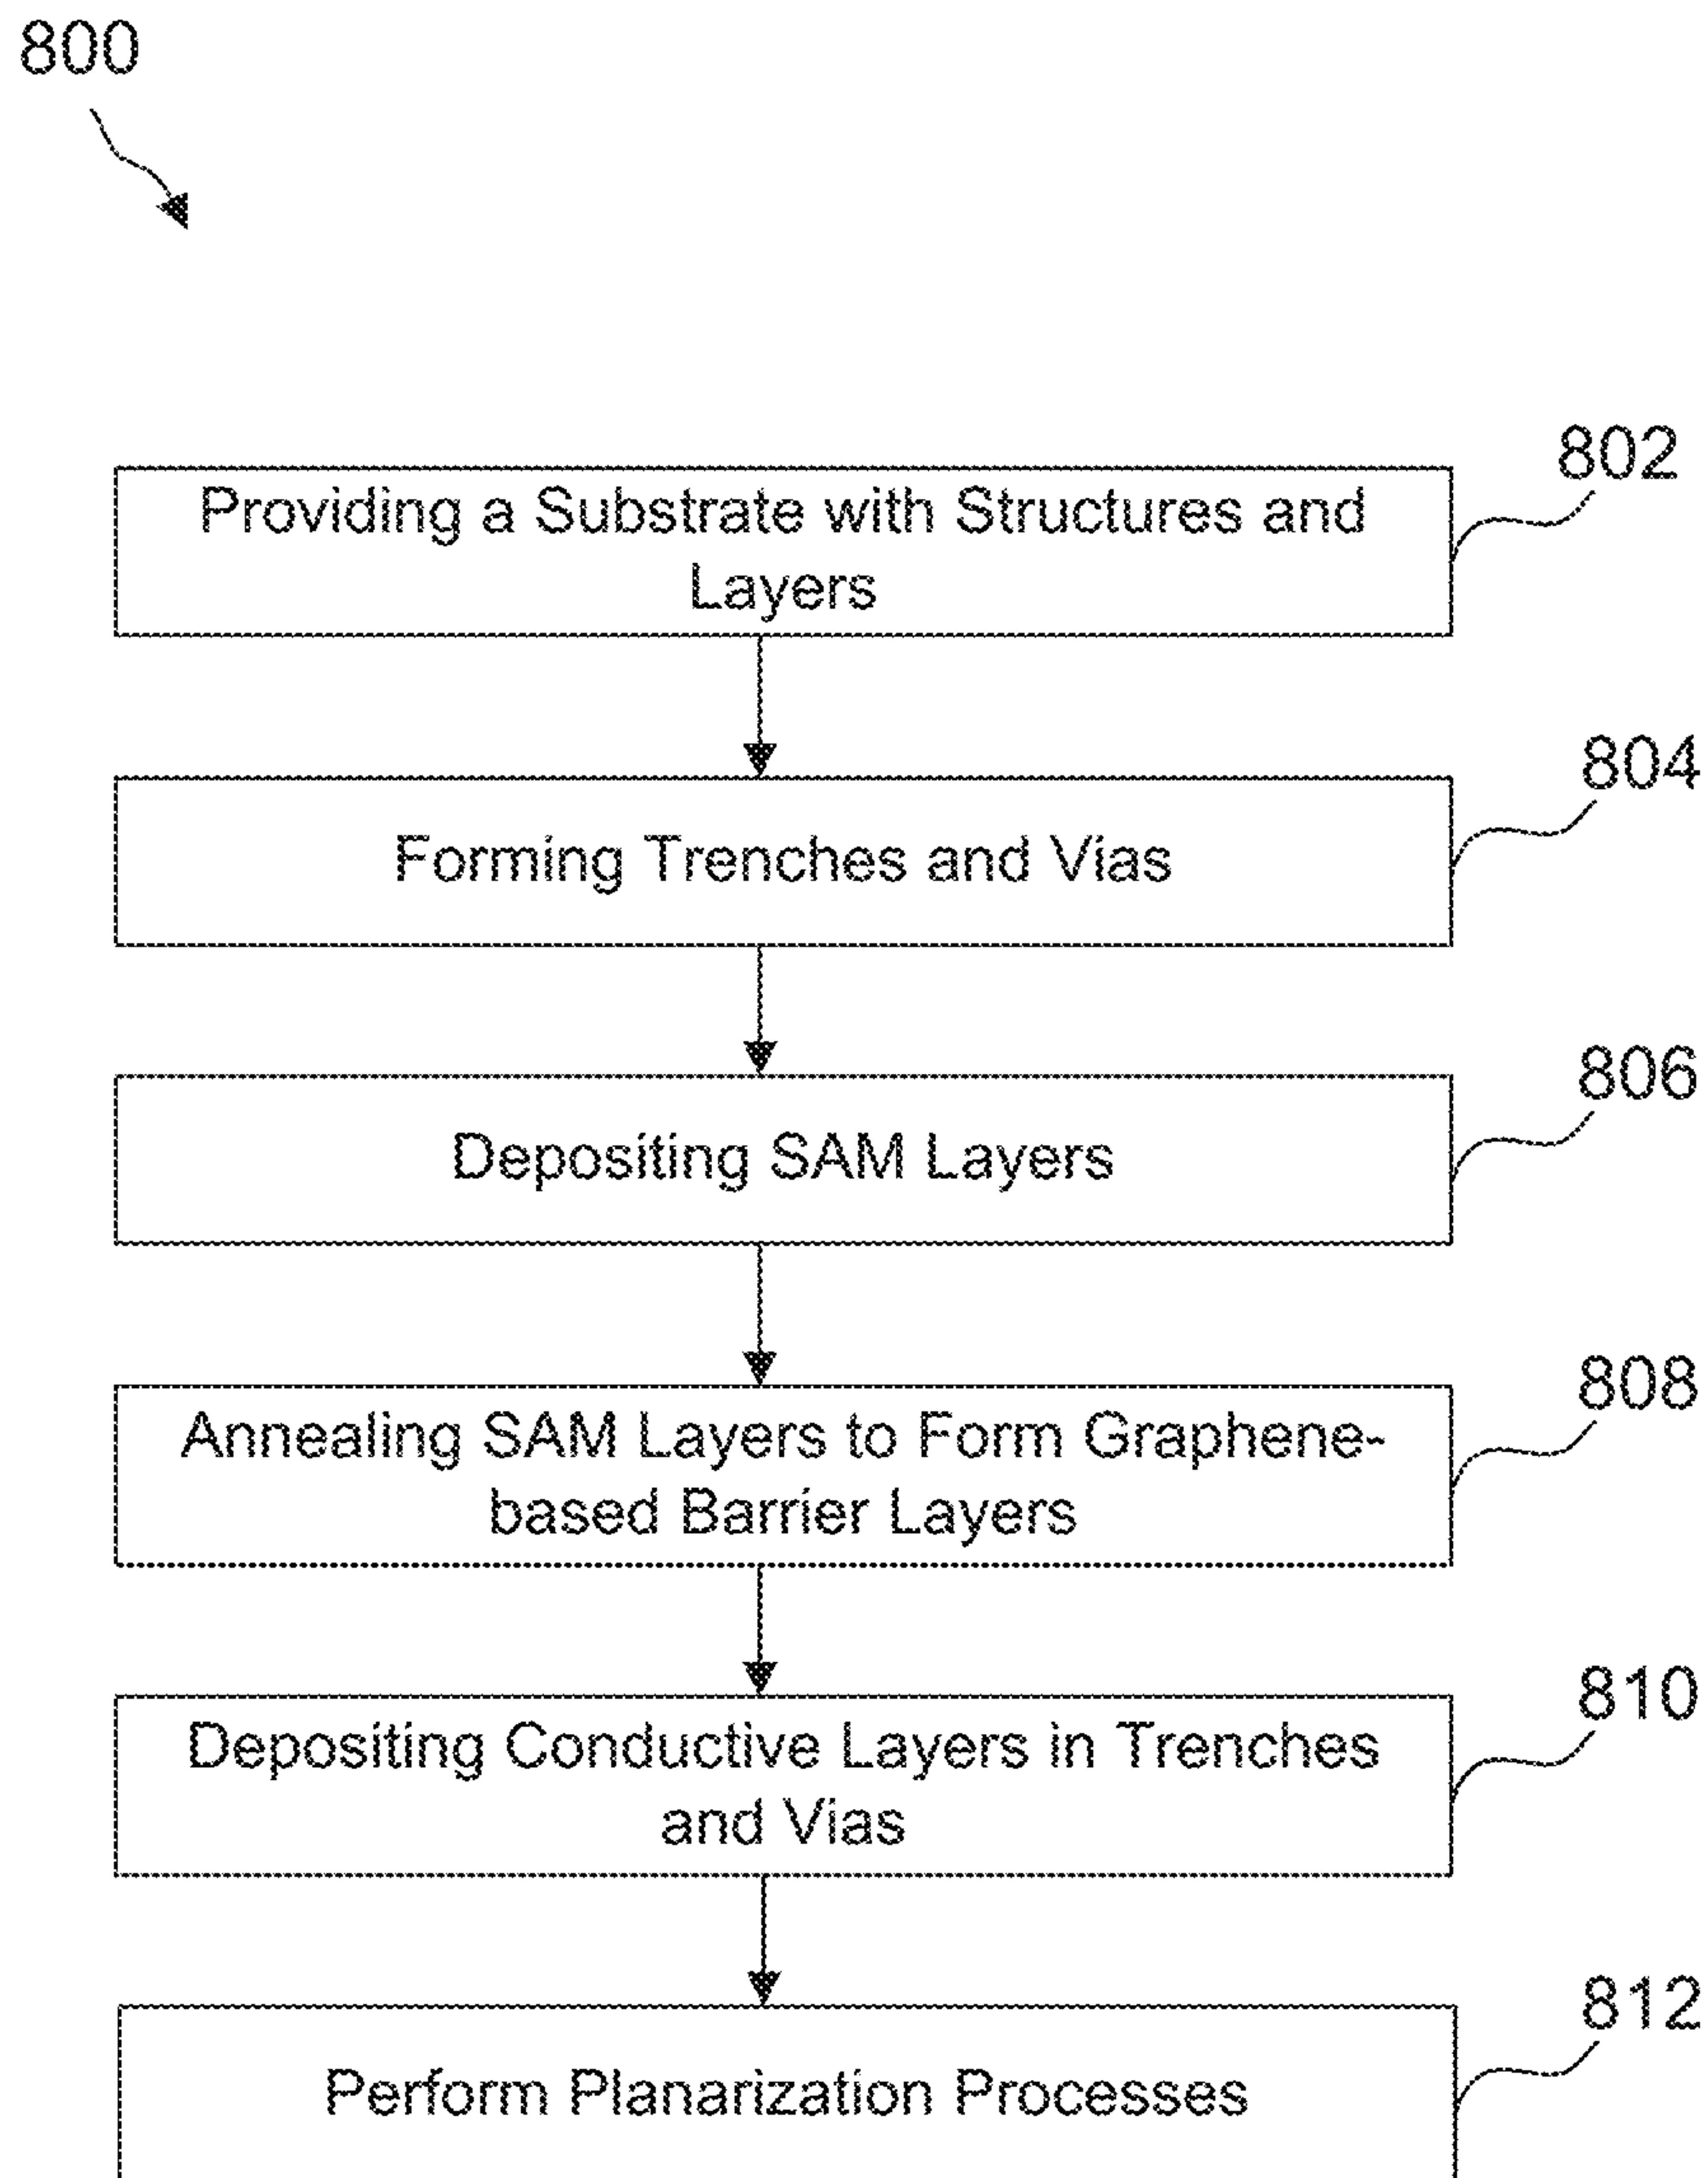 800
802
Providing a Substrate with Structures and
Layers
804
Forming Trenches and Vias
806
Depositing SAM Layers
808
Annealing SAM Layers to Form Graphene-
based Barrier Layers
810
Depositing Conductive Layers in Trenches
and Vias
812
Perform Planarization Processes